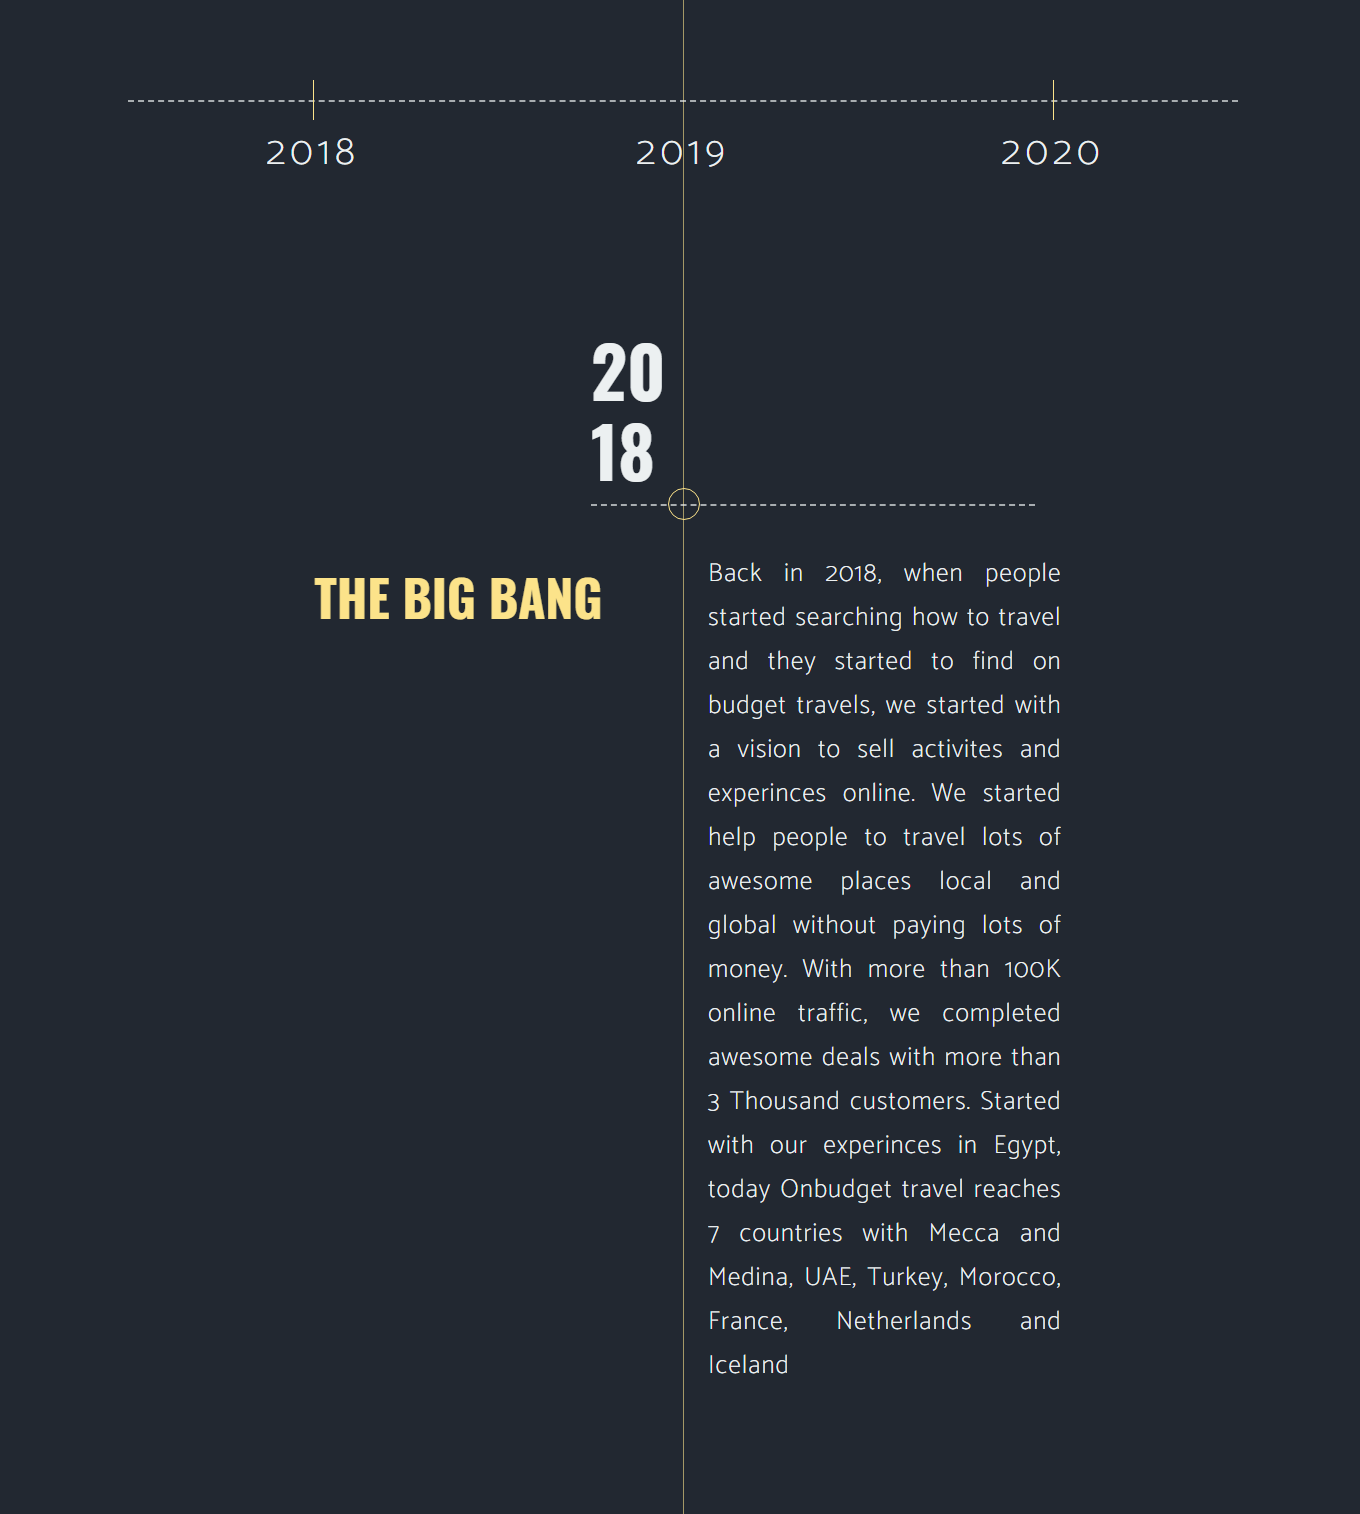 2018 2019 2020
20
18
THE BIG BANG
Back in 2018, when people
started searching how to travel
and they started to find on
budget travels, we started with
a vision to sell activites and
experinces online. We started
help people to travel lots of
awesome places local and
global without paying lots of
money. With more than 100K
online traffic, we completed
awesome deals with more than
3 Thousand customers. Started
with our experinces in Egypt,
today Onbudget travel reaches
7 countries with Mecca and
Medina, UAE, Turkey, Morocco,
France, Netherlands and
Iceland